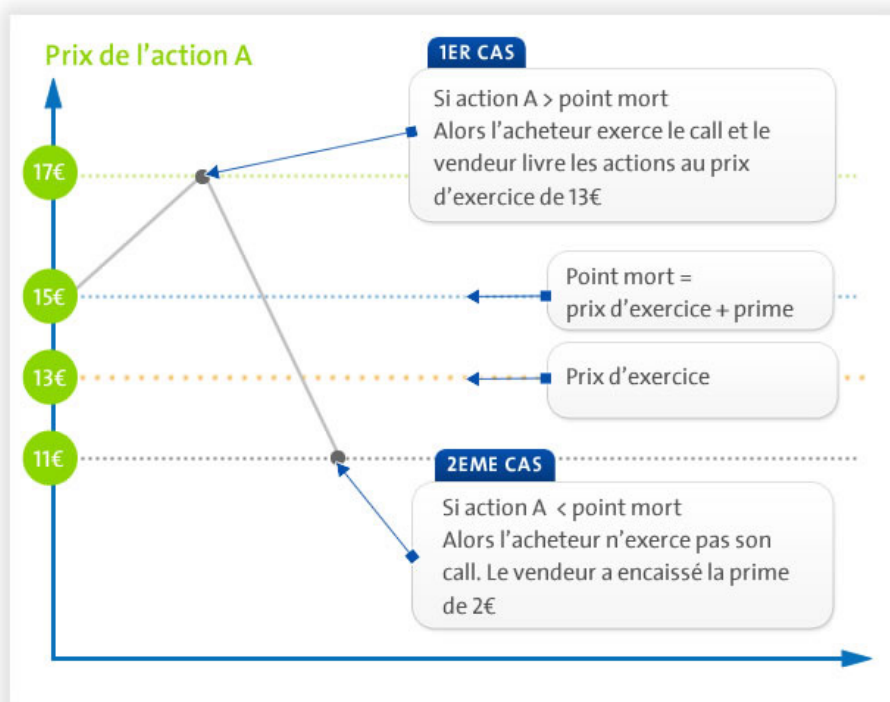 Prix de l’action A
1ER CAS
Si action A > point mort
Alors l’acheteur exerce le call et le
vendeur livre les actions au prix
d’exercice de 13€
17€
15€
Point mort =
prix d’exercice + prime
13€
Prix d’exercice
11€
2EME CAS
Si action A < point mort
Alors l’acheteur n’exerce pas son
call. Le vendeur a encaissé la prime
de 2€